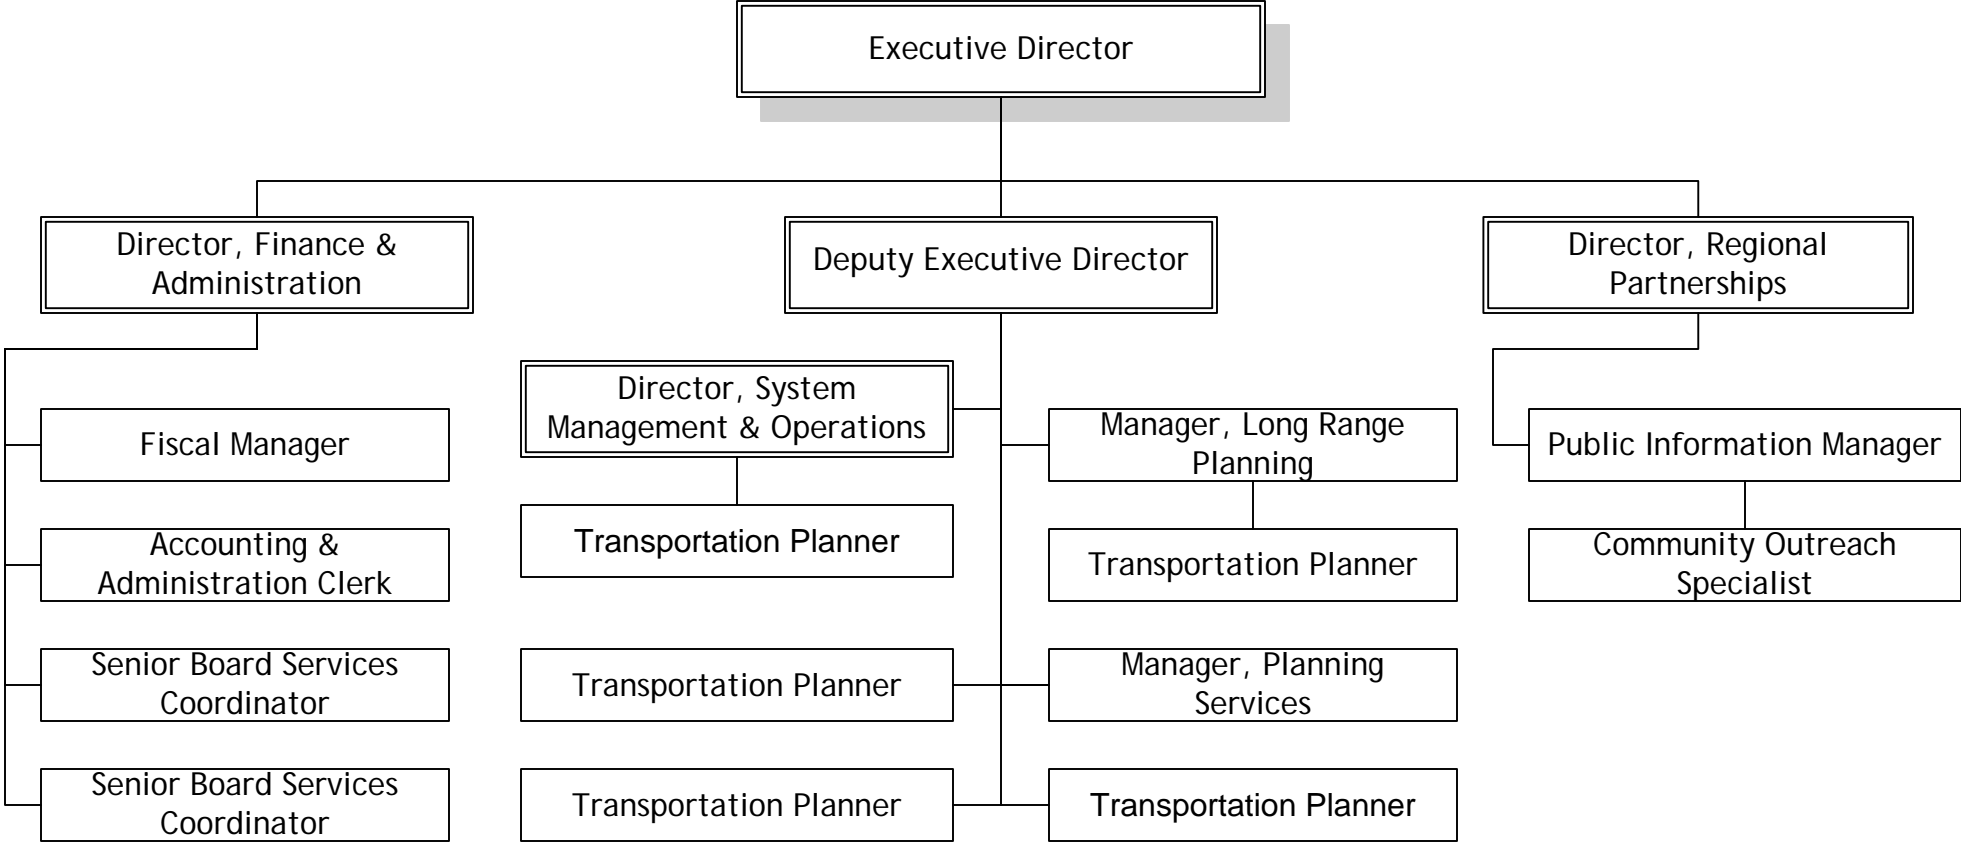 Executive Director
Director, Finance &
Administration
Deputy Executive Director
Director, Regional
Partnerships
Director, System
Management & Operations
Fiscal Manager
Manager, Long Range
Planning
Public Information Manager
Transportation Planner
Accounting &
Administration Clerk
Transportation Planner
Community Outreach
Specialist
Senior Board Services
Coordinator
Transportation Planner
Manager, Planning
Services
Senior Board Services
Coordinator
Transportation Planner
Transportation Planner